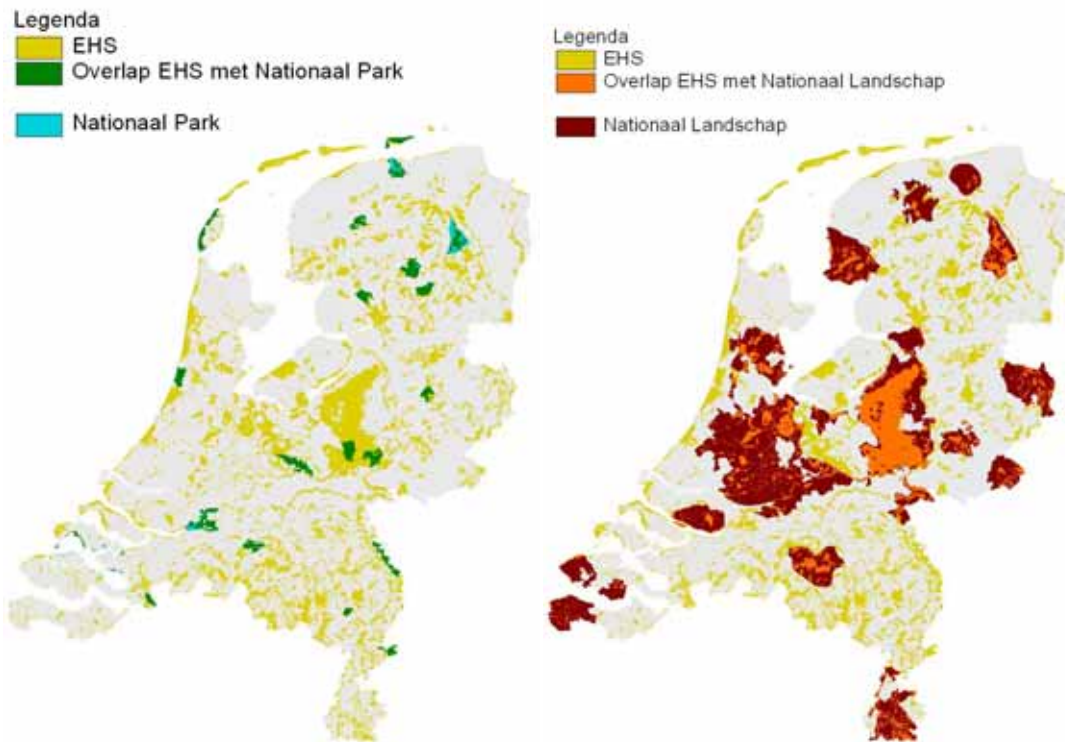 Legenda
EHS
Overlap EHS met Nationaal Park
Nationaal Park
Legenda
EHS
Overlap EHS met Nationaal Landschap
Nationaal Landschap